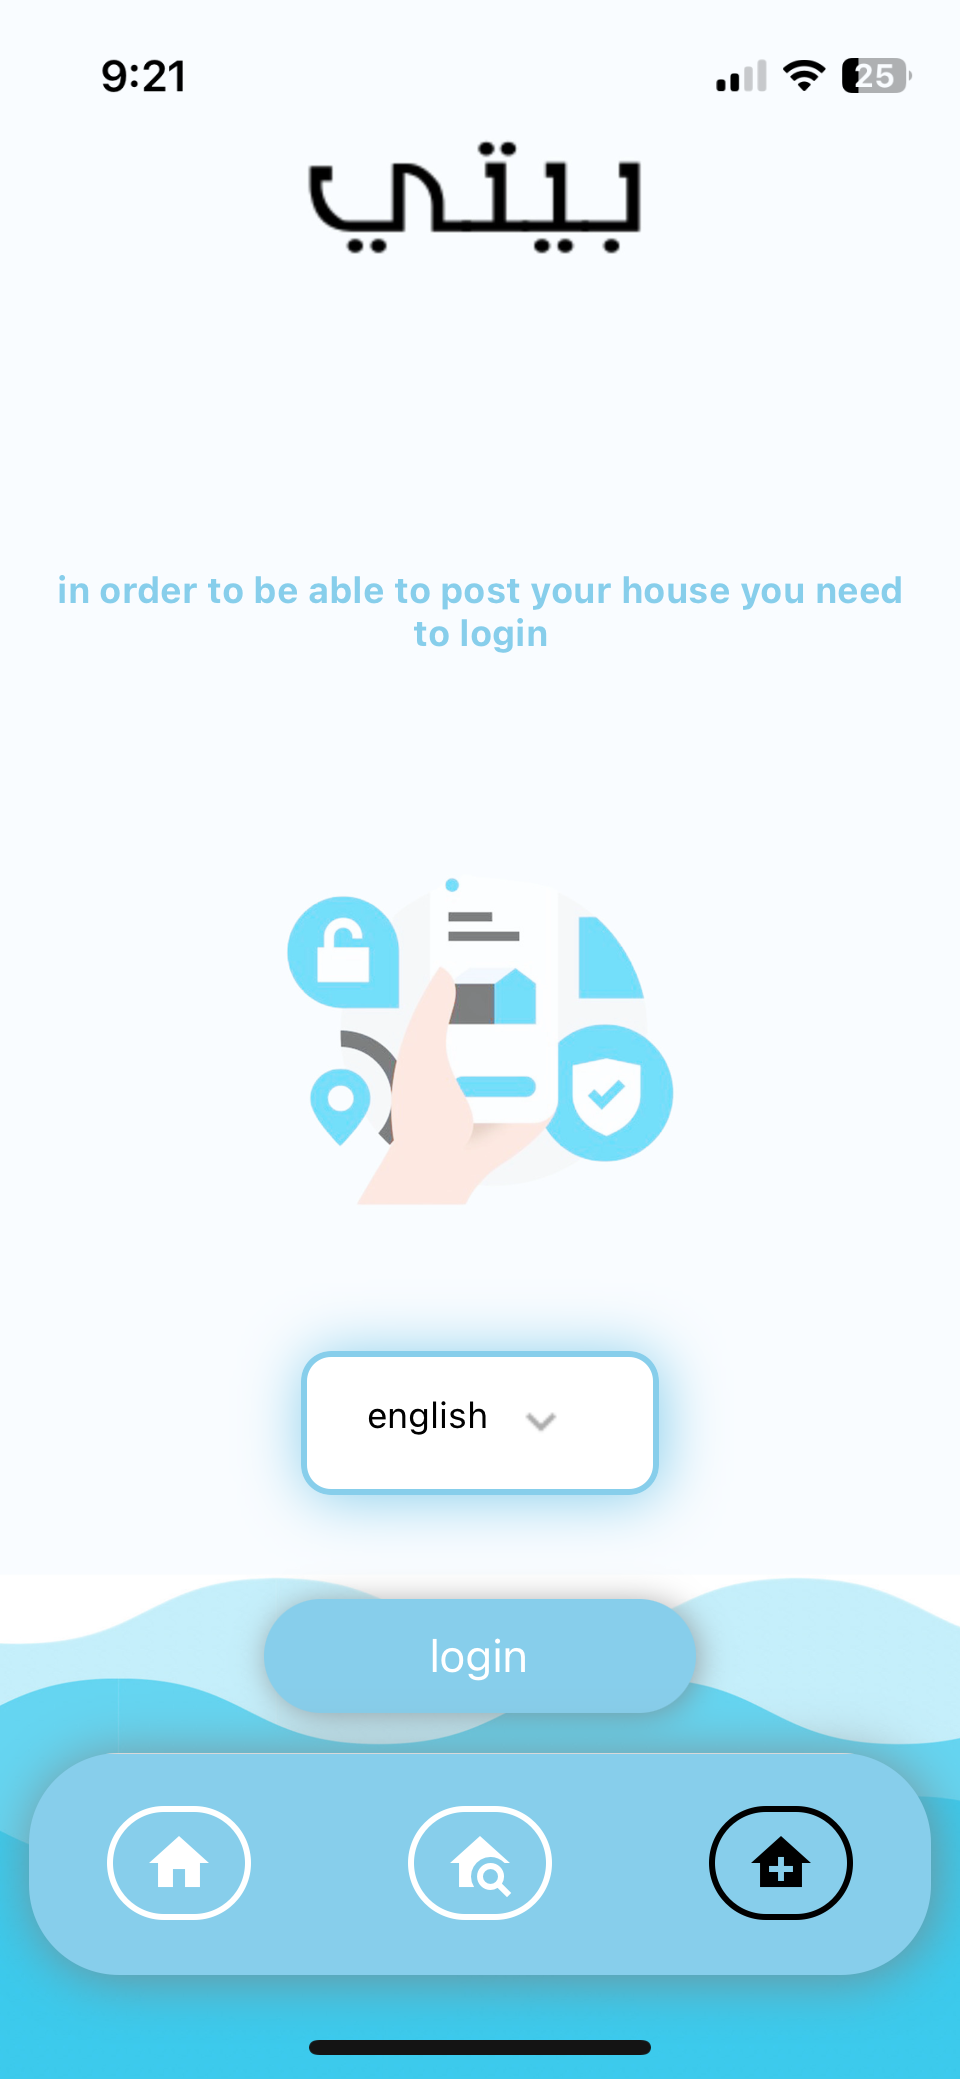 9:21
25
بيتي
in order to be able to post your house you need
to login
english
login